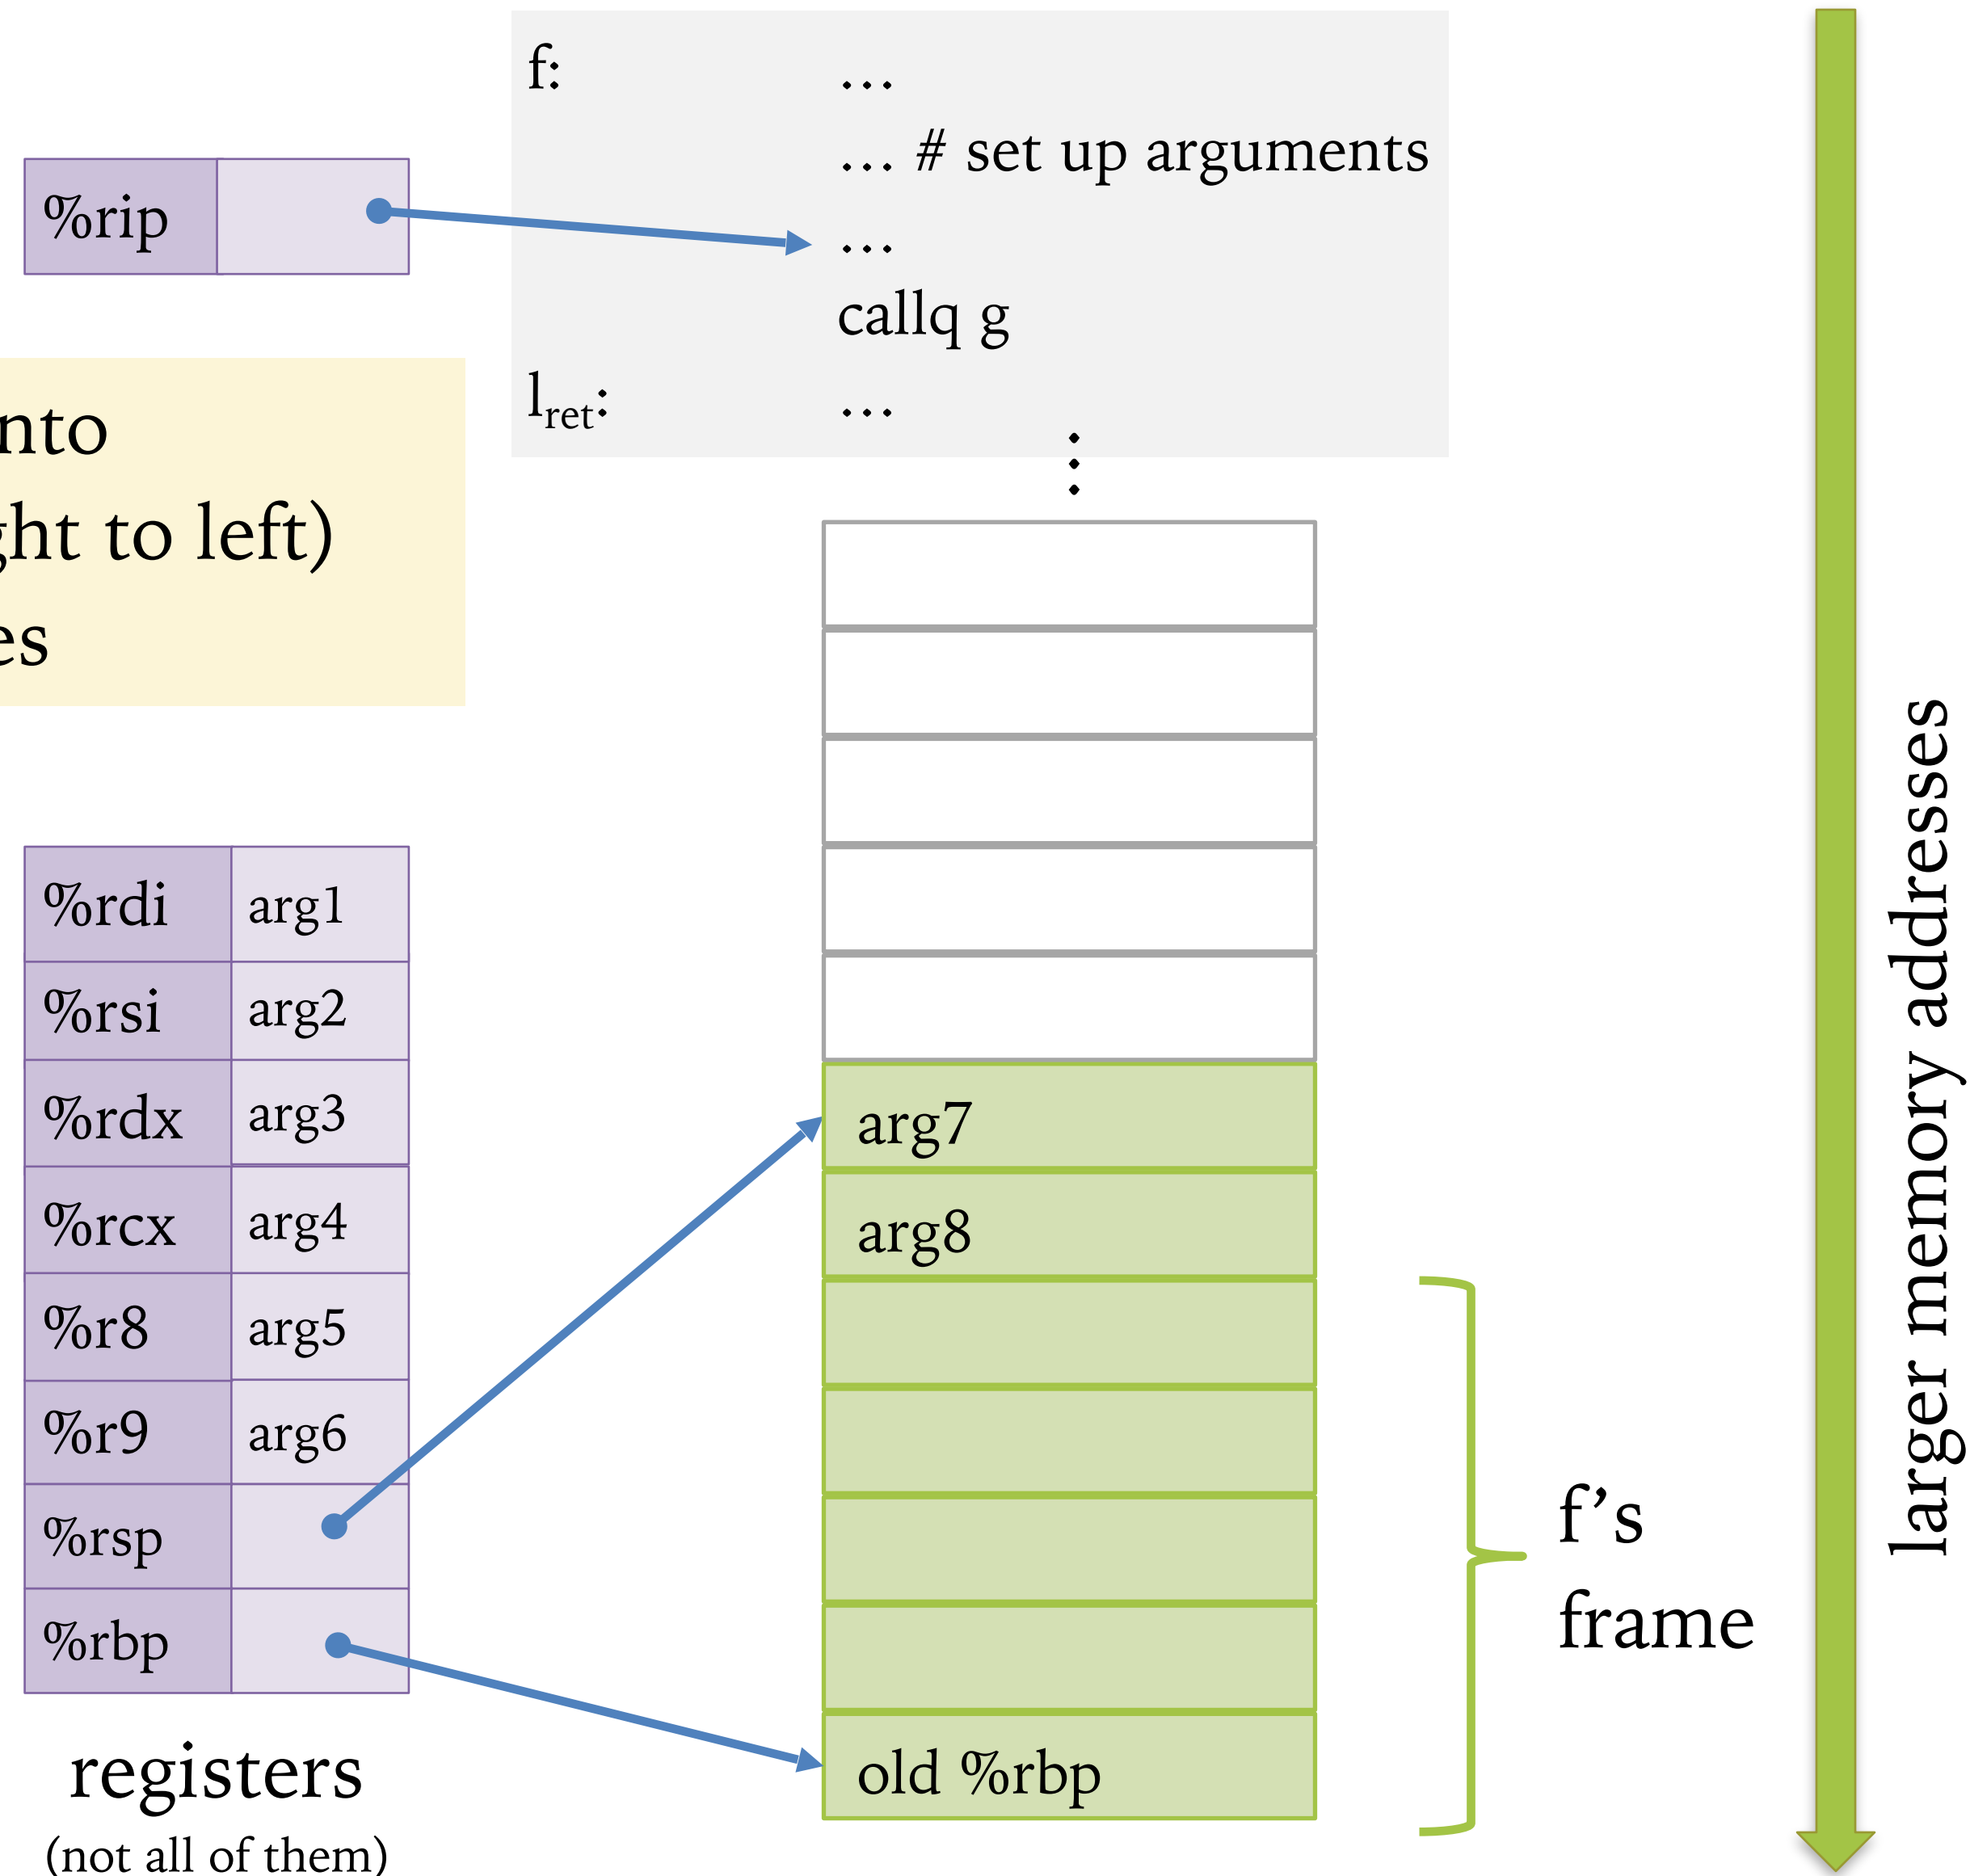 f: ...
... # set up arguments
...
callq g
lret: ...
%rip
nto
ght to left)
es
%rdi arg1
%rsi arg2
%rdx arg3
%rcx arg4
%r8 arg5
%r9 arg6
%rsp
%rbp
registers
(not all of them)
arg7
arg8
old %rbp
f’s
frame
larger memory addresses